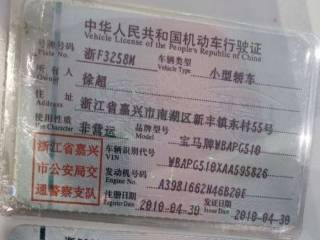 中华人民共和国机动车行驶证
Vehicle License of the People's Republic of China
号牌号码 浙F3258M 车辆类型 小型轿车
Plate No. Vehicle Type
有人 徐超
址 浙江省嘉兴市南湖区新丰镇东村55号
使用性质 非营运 品牌型号 宝马牌WBAPG510
Use Character Model
浙江省嘉兴市公安局交通警察支队
车辆识别代号 WBAPG510XAA595826
VIN
发动机号码 A3981662N46B20E
Engine No.
注册日期 2010-04-30 发证日期 2010-04-30
Register Date Issue Date